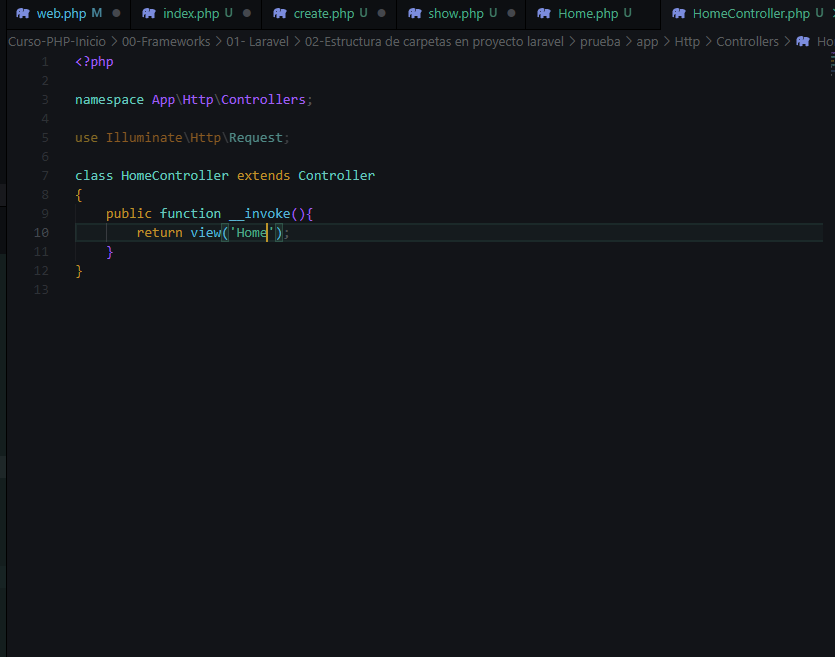 web.php M index.php U create.php U show.php U Home.php U HomeController.php U
Curso-PHP-Inicio > 00-Frameworks > 01- Laravel > 02-Estructura de carpetas en proyecto laravel > prueba > app > Http > Controllers > Ho
1 <?php
2
3 namespace App\Http\Controllers;
4
5 use Illuminate\Http\Request;
6
7 class HomeController extends Controller
8 {
9 public function __invoke(){
10 return view('Home');
11 }
12 }
13